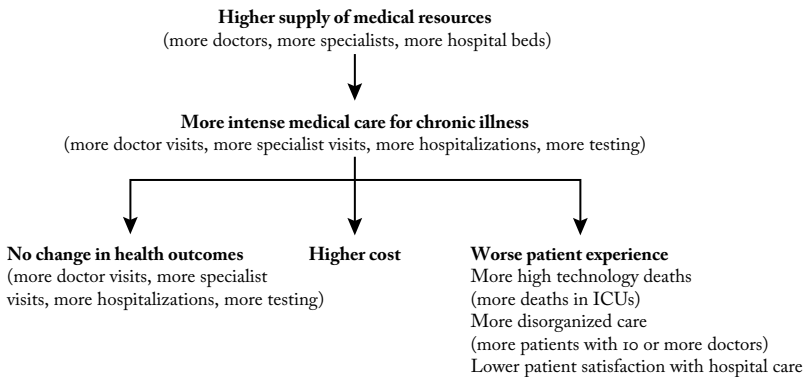 Higher supply of medical resources
(more doctors, more specialists, more hospital beds)
More intense medical care for chronic illness
(more doctor visits, more specialist visits, more hospitalizations, more testing)
No change in health outcomes
(more doctor visits, more specialist
visits, more hospitalizations, more testing)
Higher cost
Worse patient experience
More high technology deaths
(more deaths in ICUs)
More disorganized care
(more patients with 10 or more doctors)
Lower patient satisfaction with hospital care